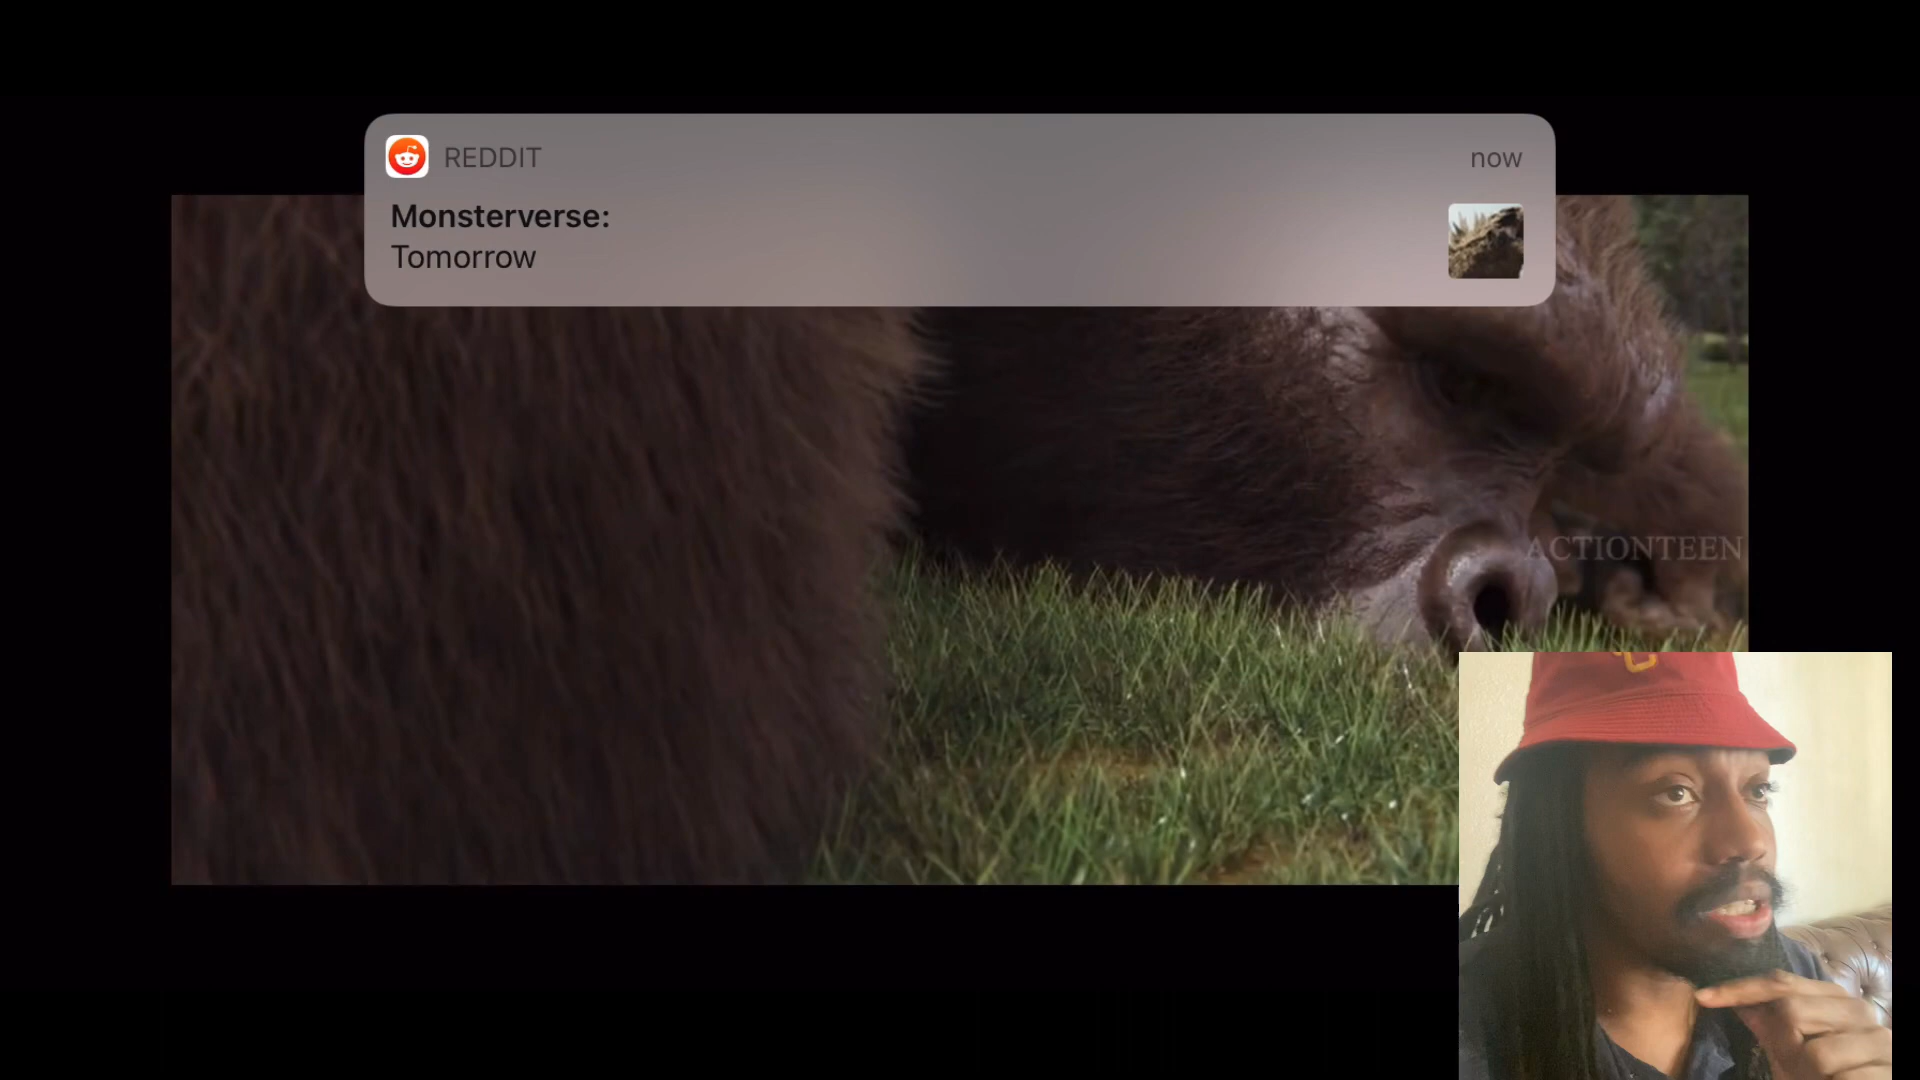 REDDIT
now
Monsterverse:
Tomorrow
ACTIONTEEN